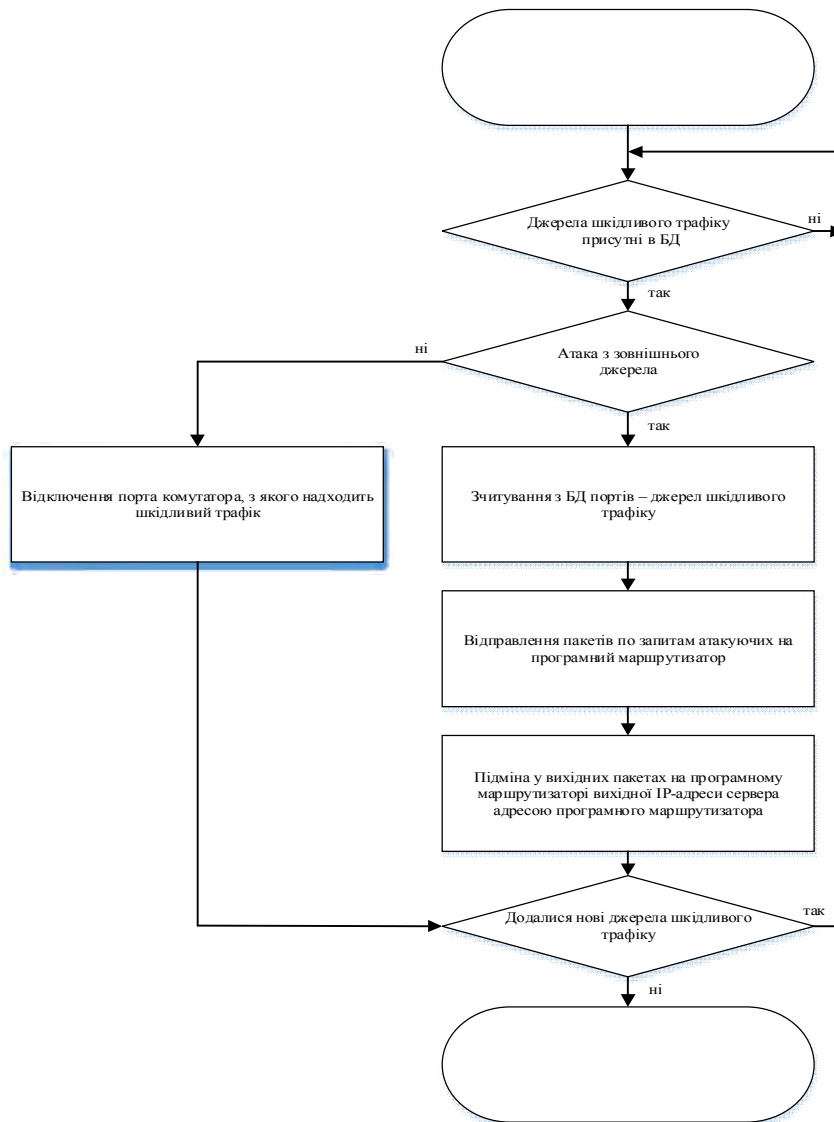 Джерела шкідливого трафіку
присутні в БД
ні
так
Атака з зовнішнього
джерела
ні
так
Відключення порта комутатора, з якого надходить
шкідливий трафік
Зчитування з БД портів – джерел шкідливого
трафіку
Відправлення пакетів по запитам атакуючих на
програмний маршрутизатор
Підміна у вихідних пакетах на програмному
маршрутизаторі вихідної IP-адреси сервера
адресою програмного маршрутизатора
Додалися нові джерела шкідливого
трафіку
так
ні